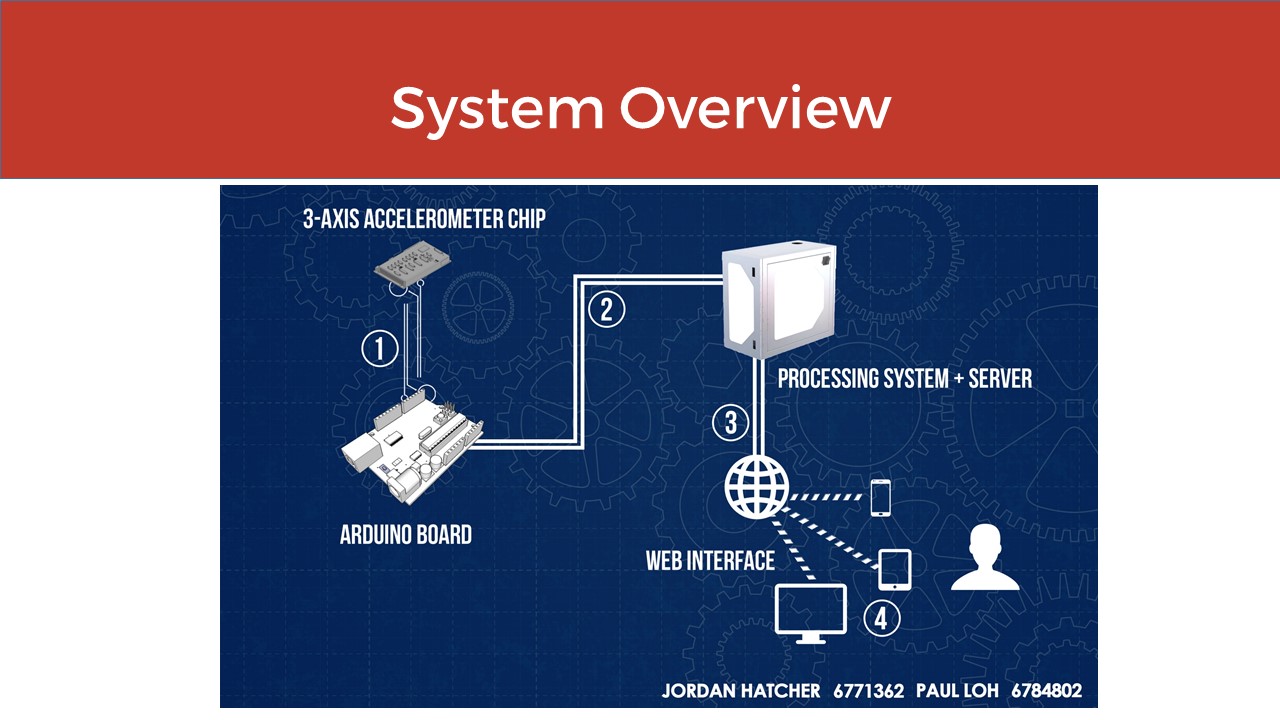 System Overview
3-AXIS ACCELEROMETER CHIP
1
2
ARDUINO BOARD
PROCESSING SYSTEM + SERVER
3
WEB INTERFACE
4
JORDAN HATCHER 6771362 PAUL LOH 6784802